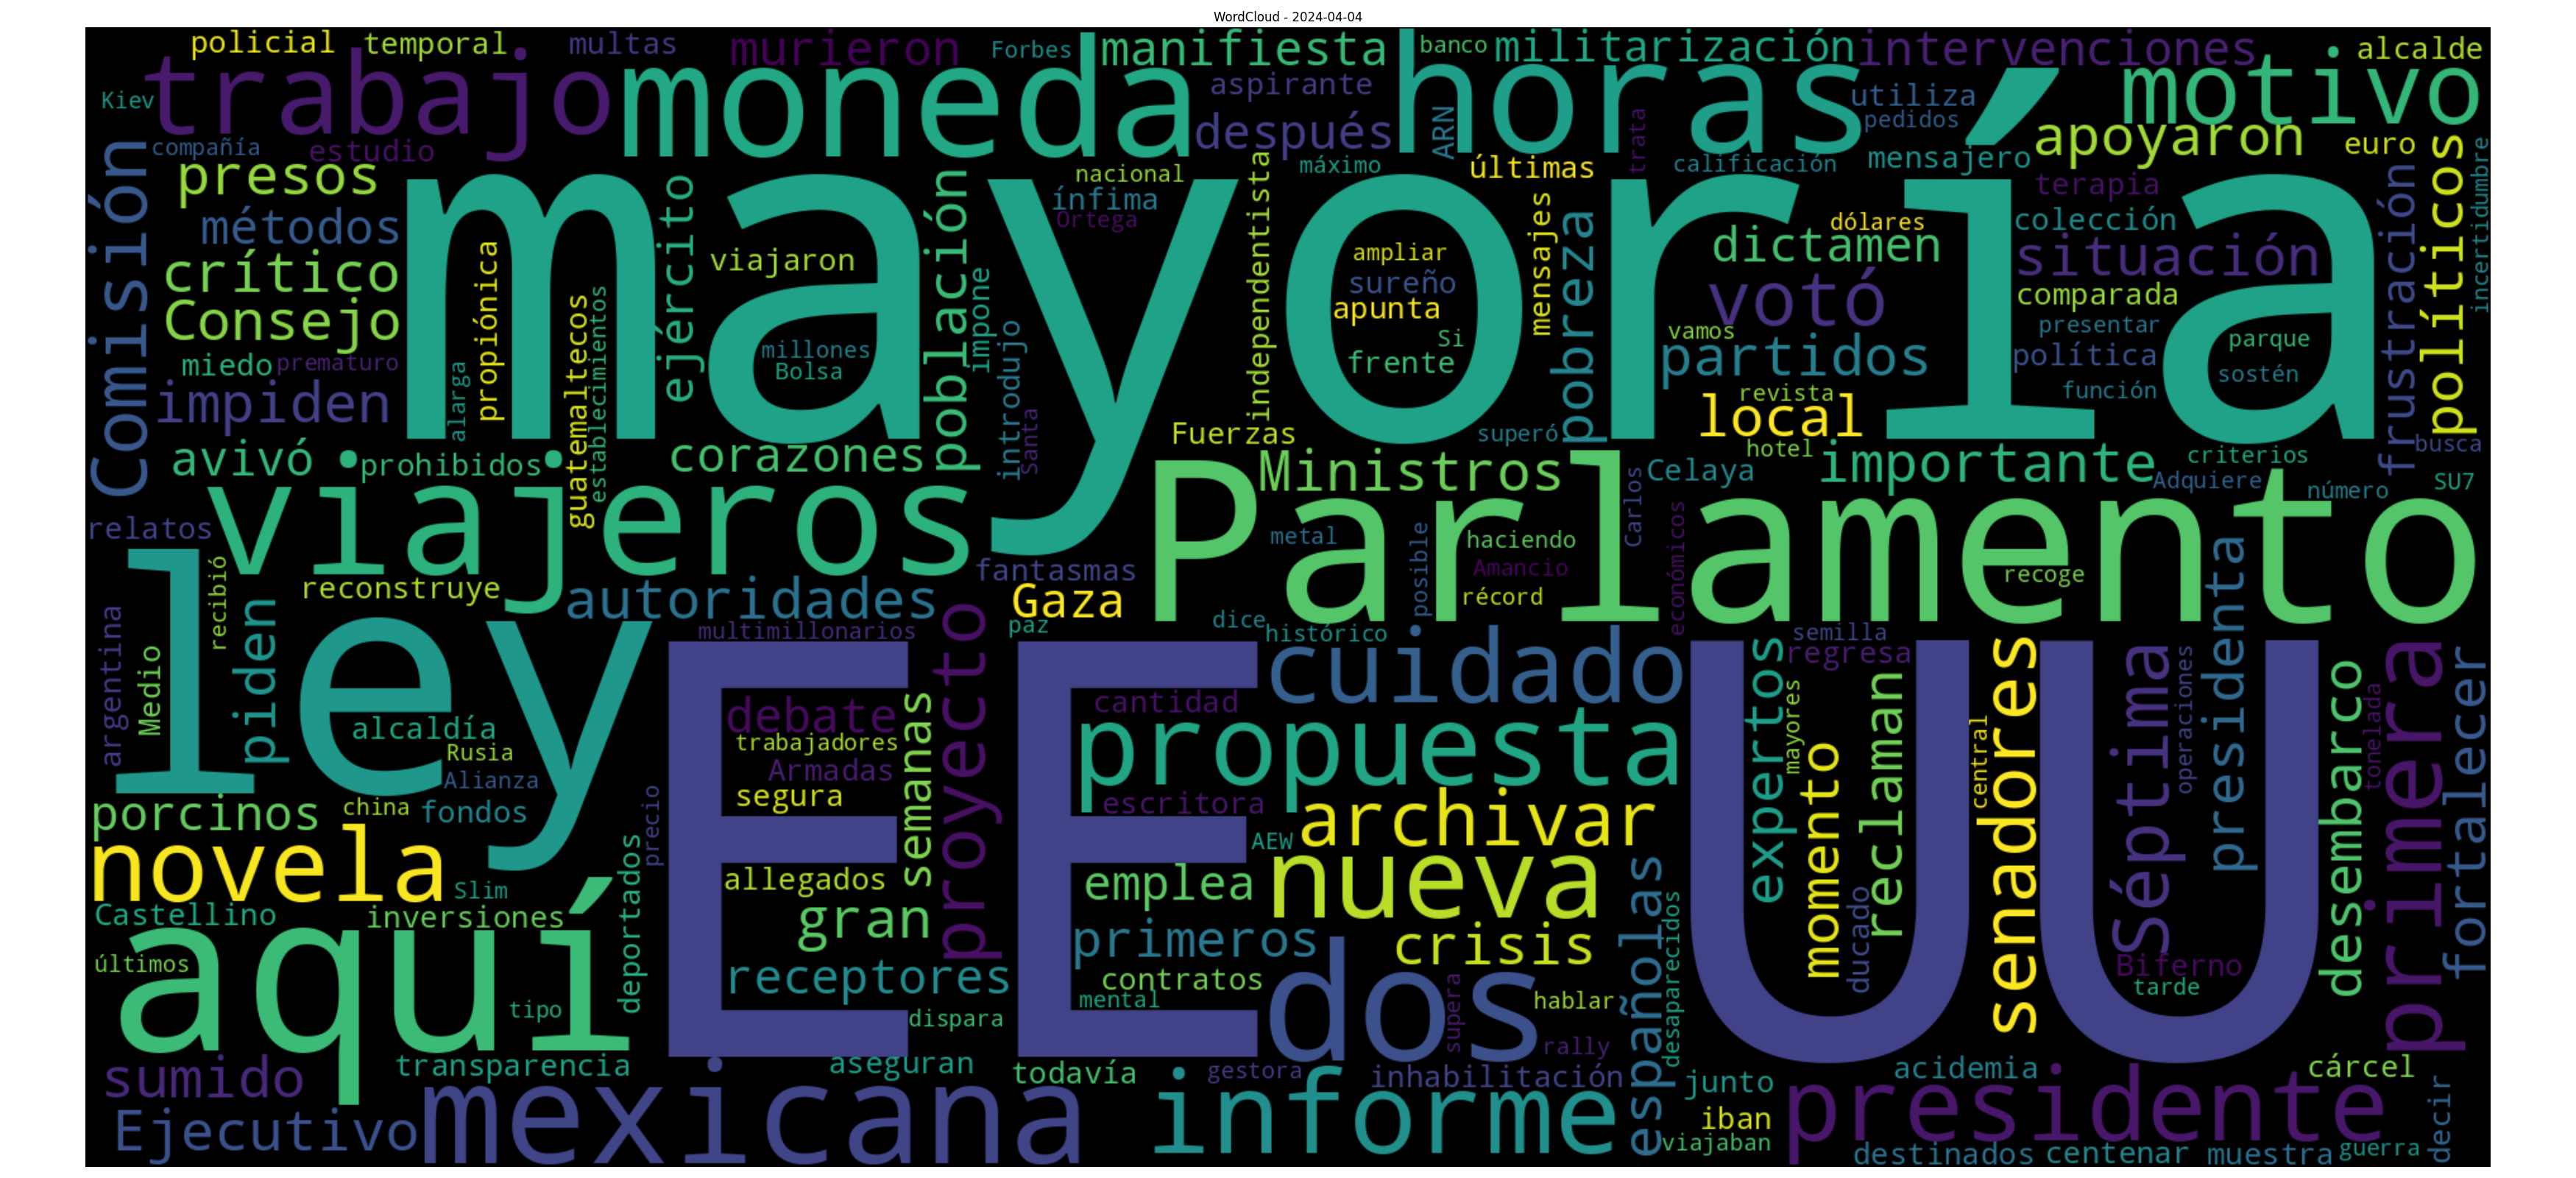 WordCloud - 2024-04-04
policial temporal multas murieron Forbes manifiesta banco militarización intervenciones alcalde
Kiev trabajo moneda aspirante horas utiliza motivo
compañía estudio después ARN trata pedidos mensajero apoyaron euro
Comisión presos nacional máximo últimas calificación terapia frustración políticos incertidumbre
métodos ejército población ínfima Ortega independentista mensajes pobreza dólares colección
mayoría
crítico propiónica viajaron ampliar sureño dictamen situación
Consejo guatemaltecos establecimientos impone apunta votó comparada
miedo prematuro millones introdujo Si vamos presentar parque
impiden alarga Bolsa Santa frente partidos política sostén
revista función
avivó prohibidos corazones Fuerzas superó local hotel criterios busca
viajeros Ministros Carlos Celaya importante Adquiere número SU7
relatos Parlamento
metal posible haciendo económicos
recibió reconstruye autoridades fantasmas Gaza Amancio récord recoge
ley argentina Medio piden multimillonarios paz dice histórico semilla presidenta
alcaldía debate proyecto cantidad cuidado expertos regresa senadores Séptima primera
EEUU
Rusia Alianza trabajadores semanas propuesta mayores reclaman central operaciones desembarco tonelada fortalecer
porcinos china fondos precio Armadas segura escritora archivar momento
novela Slim deportados allegados AEW emplea nueva españolas ducado
Castellino inversiones gran primeros crisis desaparecidos
aquí últimos tipo receptores contratos mental dos supera hablar Biferno tarde
dispara rally
sumido transparencia aseguran todavía gestora inhabilitación junto acidemia cárcel
Ejecutivo mexicana informe iban presidente decir
viajaban destinados centenar muestra guerra